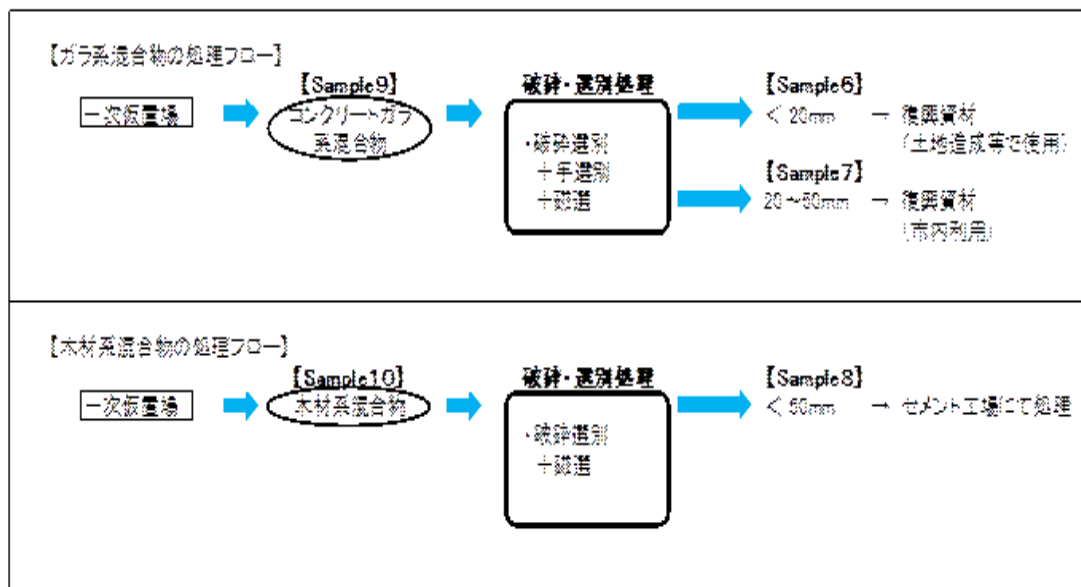 【ガラ系混合物の処理フロー】
一次仮置場
【Sample9】
コンクリートガラ
系混合物
破砕・選別処理
・破砕選別
＋手選別
＋磁選
【Sample6】
< 20mm → 復興資材
(土地造成等で使用)
【Sample7】
20～50mm → 復興資材
(市内利用)
【木材系混合物の処理フロー】
一次仮置場
【Sample10】
木材系混合物
破砕・選別処理
・破砕選別
＋磁選
【Sample8】
< 50mm → セメント工場にて処理